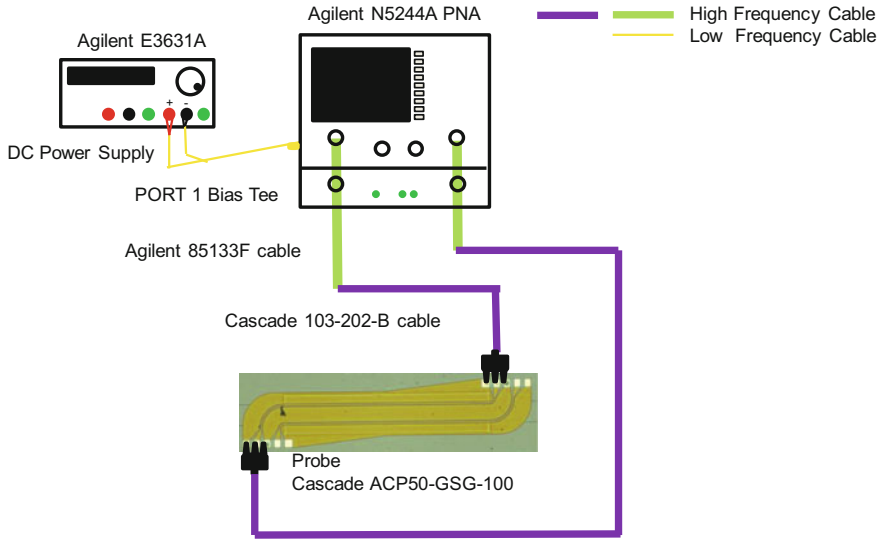 Agilent N5244A PNA
High Frequency Cable
Low Frequency Cable
Agilent E3631A
+ -
DC Power Supply
PORT 1 Bias Tee
Agilent 85133F cable
Cascade 103-202-B cable
Probe
Cascade ACP50-GSG-100